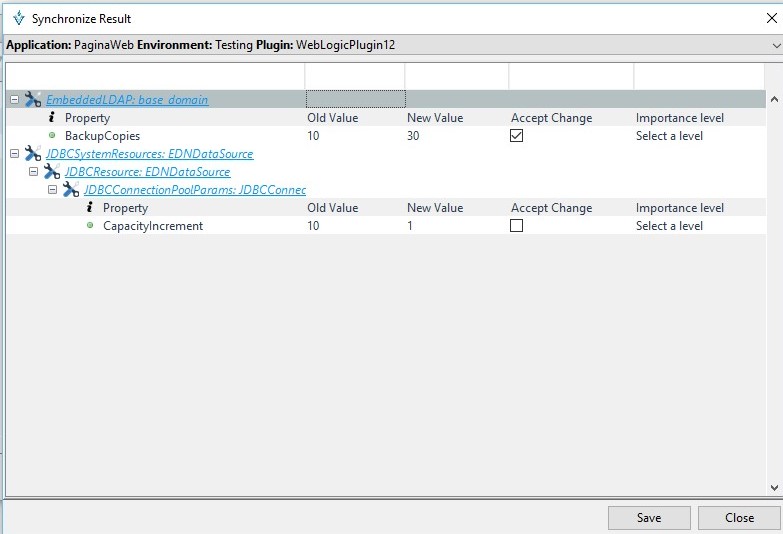 Synchronize Result
Application: PaginaWeb Environment: Testing Plugin: WebLogicPlugin12
EmbeddedLDAP: base_domain
Property Old Value New Value Accept Change Importance level
BackupCopies 10 30 Select a level
JDBCSystemResources: EDNDataSource
JDBCResource: EDNDataSource
JDBCConnectionPoolParams: JDBCConnec
Property Old Value New Value Accept Change Importance level
CapacityIncrement 10 1 Select a level
Save Close